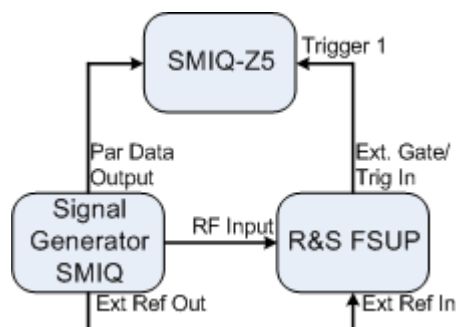 SMIQ-Z5
Trigger 1
Par Data
Output
Ext. Gate/
Trig In
Signal
Generator
SMIQ
RF Input
R&S FSUP
Ext Ref Out
Ext Ref In